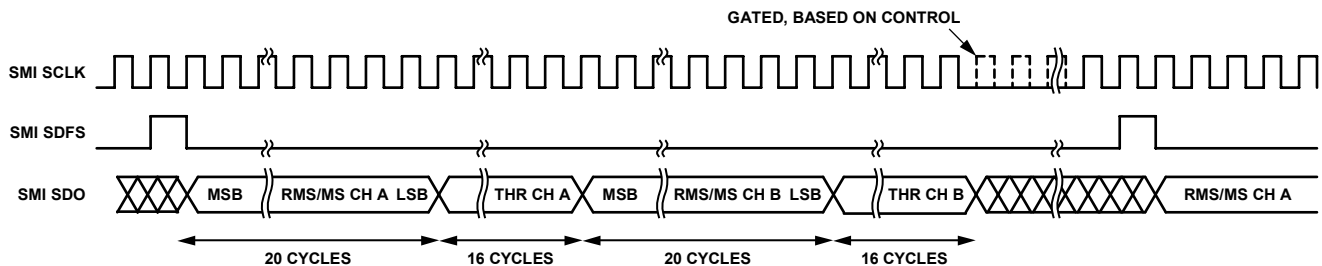 GATED, BASED ON CONTROL
SMI SCLK
SMI SDFS
SMI SDO
MSB
RMS/MS CH A LSB
THR CH A
MSB
RMS/MS CH B LSB
THR CH B
RMS/MS CH A
20 CYCLES
16 CYCLES
20 CYCLES
16 CYCLES